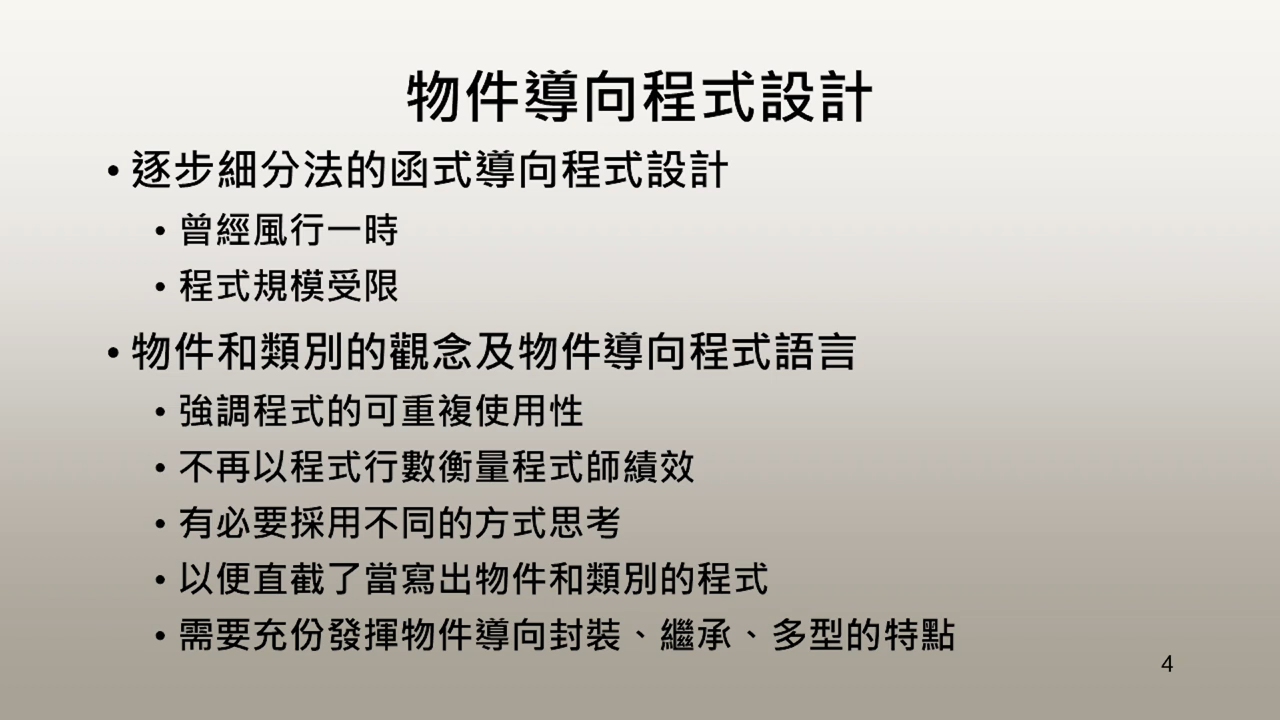 物件導向程式設計
• 逐步細分法的函式導向程式設計
• 曾經風行一時
• 程式規模受限
• 物件和類別的觀念及物件導向程式語言
• 強調程式的可重複使用性
• 不再以程式行數衡量程式師績效
• 有必要採用不同的方式思考
• 以便直截了當寫出物件和類別的程式
• 需要充份發揮物件導向封裝、繼承、多型的特點
4